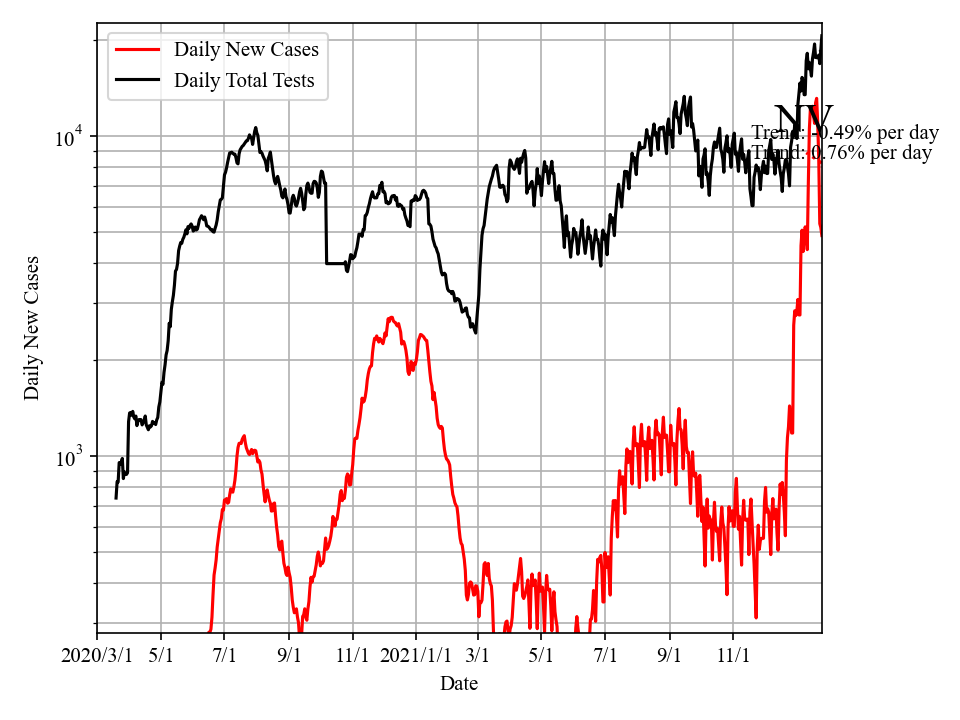 Daily New Cases
Daily Total Tests
NV
Trend: -0.49% per day
Trend: 0.76% per day
10^4
10^3
Daily New Cases
2020/3/1 5/1 7/1 9/1 11/1 2021/1/1 3/1 5/1 7/1 9/1 11/1
Date